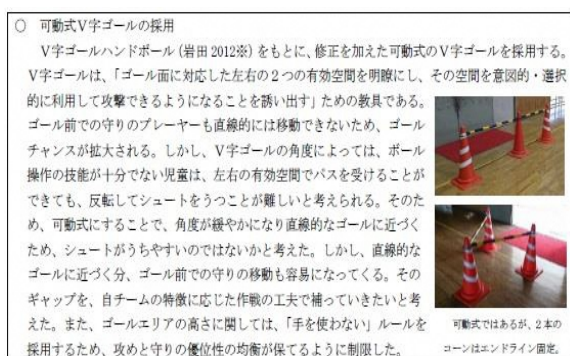 ○ 可動式Ｖ字ゴールの採用
Ｖ字ゴールハンドボール（岩田 2012※）をもとに、修正を加えた可動式のＶ字ゴールを採用する。
Ｖ字ゴールは、「ゴール面に対応した左右の２つの有効空間を明瞭にし、その空間を意図的・選択
的に利用して攻撃できるようになることを誘い出す」ための教具である。
ゴール前での守りのプレーヤーも直線的には移動できないため、ゴール
チャンスが拡大される。しかし、Ｖ字ゴールの角度によっては、ボール
操作の技能が十分でない児童は、左右の有効空間でパスを受けることが
できても、反転してシュートをうつことが難しいと考えられる。そのた
め、可動式にすることで、角度が緩やかになり直線的なゴールに近づく
ため、シュートがうちやすいのではないかと考えた。しかし、直線的な
ゴールに近づく分、ゴール前での守りの移動も容易になってくる。その
ギャップを、自チームの特徴に応じた作戦の工夫で補っていきたいと考
えた。また、ゴールエリアの高さに関しては、「手を使わない」ルールを
採用するため、攻めと守りの優位性の均衡が保てるように制限した。
可動式ではあるが、２本の
コーンはエンドライン固定。